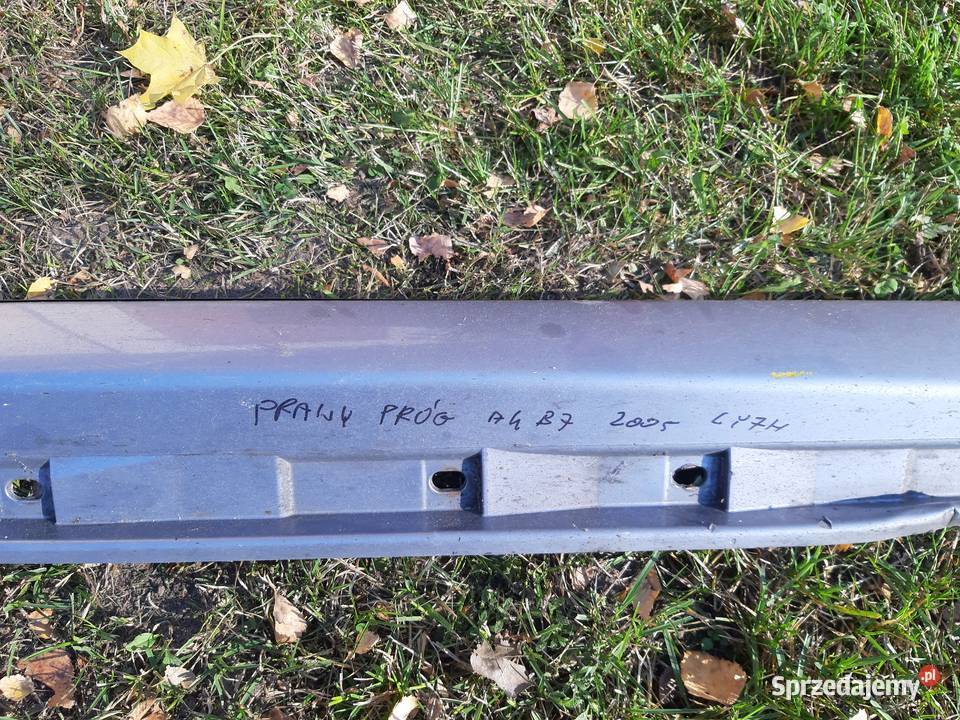 PRAWY PRÓG A4 B7 2005 LY7H
Sprzedajemy.pl